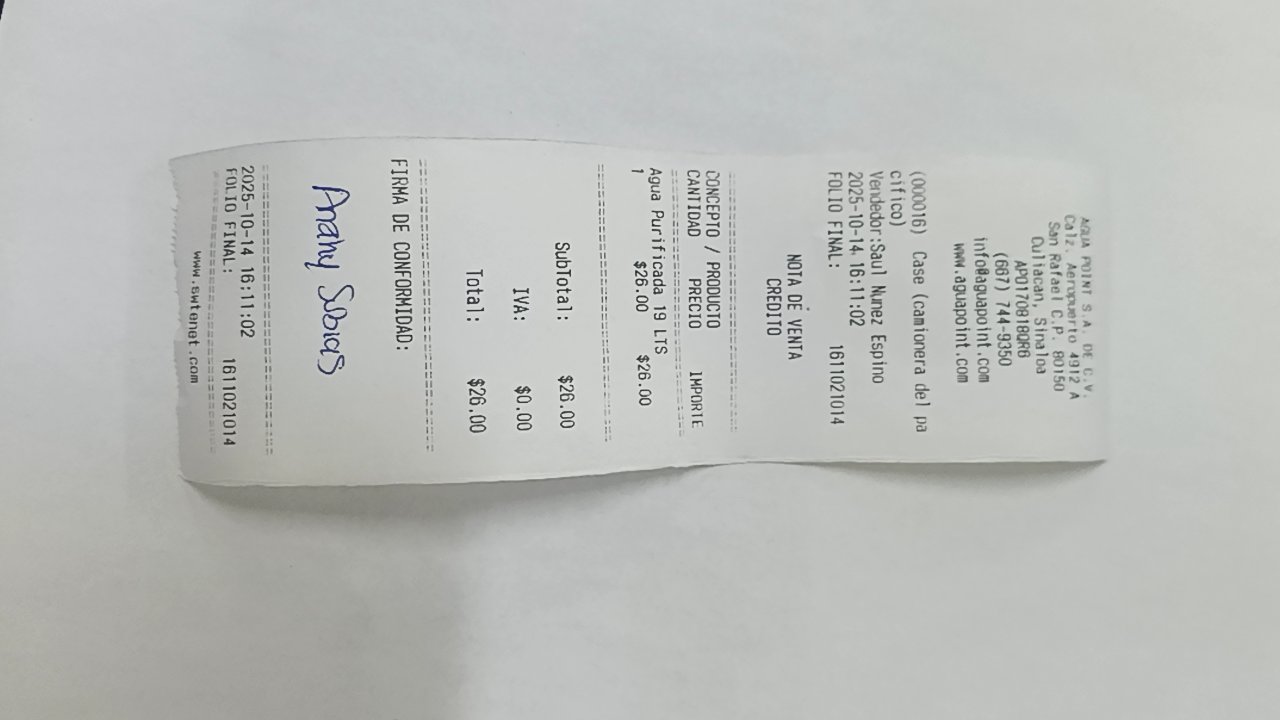 AGUA POINT S.A. DE C.V.
Calz. Aeropuerto 4912 A
San Rafael C.P. 80150
Culiacan, Sinaloa
APO170818QR6
(667) 744-9350
info@aguapoint.com
www.aguapoint.com
(000016) Case (camionera del pa
cifico)
Vendedor:Saul Nunez Espino
2025-10-14 16:11:02
FOLIO FINAL: 1611021014
NOTA DE VENTA
CREDITO
CONCEPTO / PRODUCTO
CANTIDAD PRECIO IMPORTE
Agua Purificada 19 LTS
1 $26.00 $26.00
SubTotal: $26.00
IVA: $0.00
Total: $26.00
FIRMA DE CONFORMIDAD:
Anahy
2025-10-14 16:11:02
FOLIO FINAL: 1611021014
www.swtenet.com